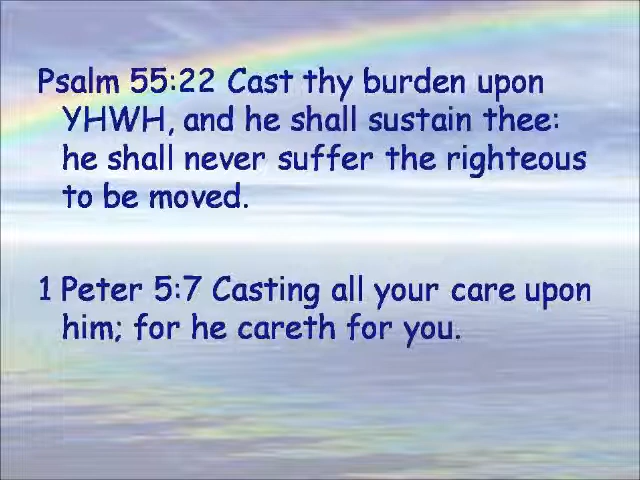 Psalm 55:22 Cast thy burden upon
YHWH, and he shall sustain thee:
he shall never suffer the righteous
to be moved.
1 Peter 5:7 Casting all your care upon
him; for he careth for you.